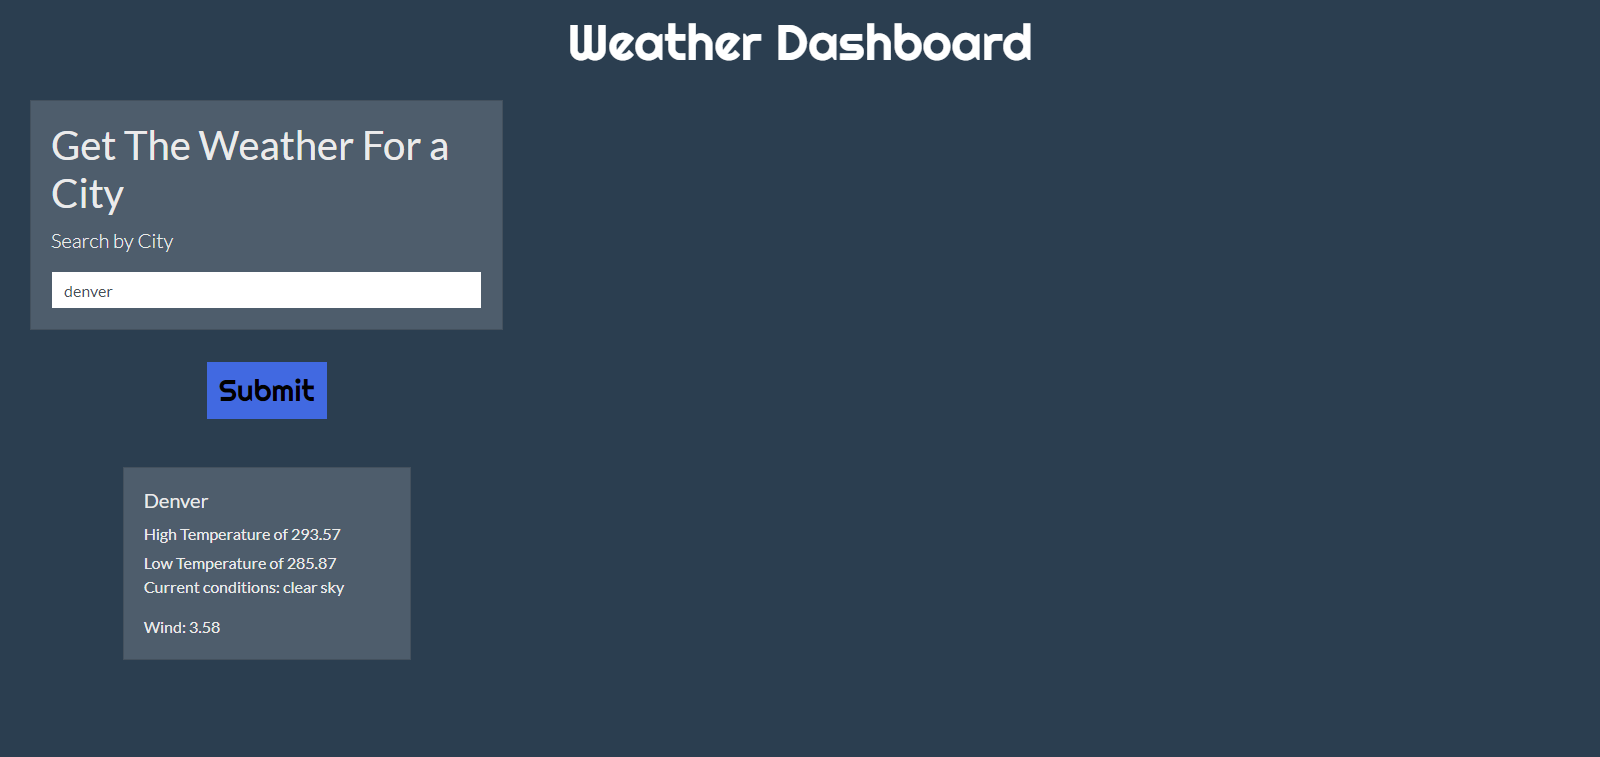 Weather Dashboard
Get The Weather For a
City
Search by City
denver
Submit
Denver
High Temperature of 293.57
Low Temperature of 285.87
Current conditions: clear sky
Wind: 3.58